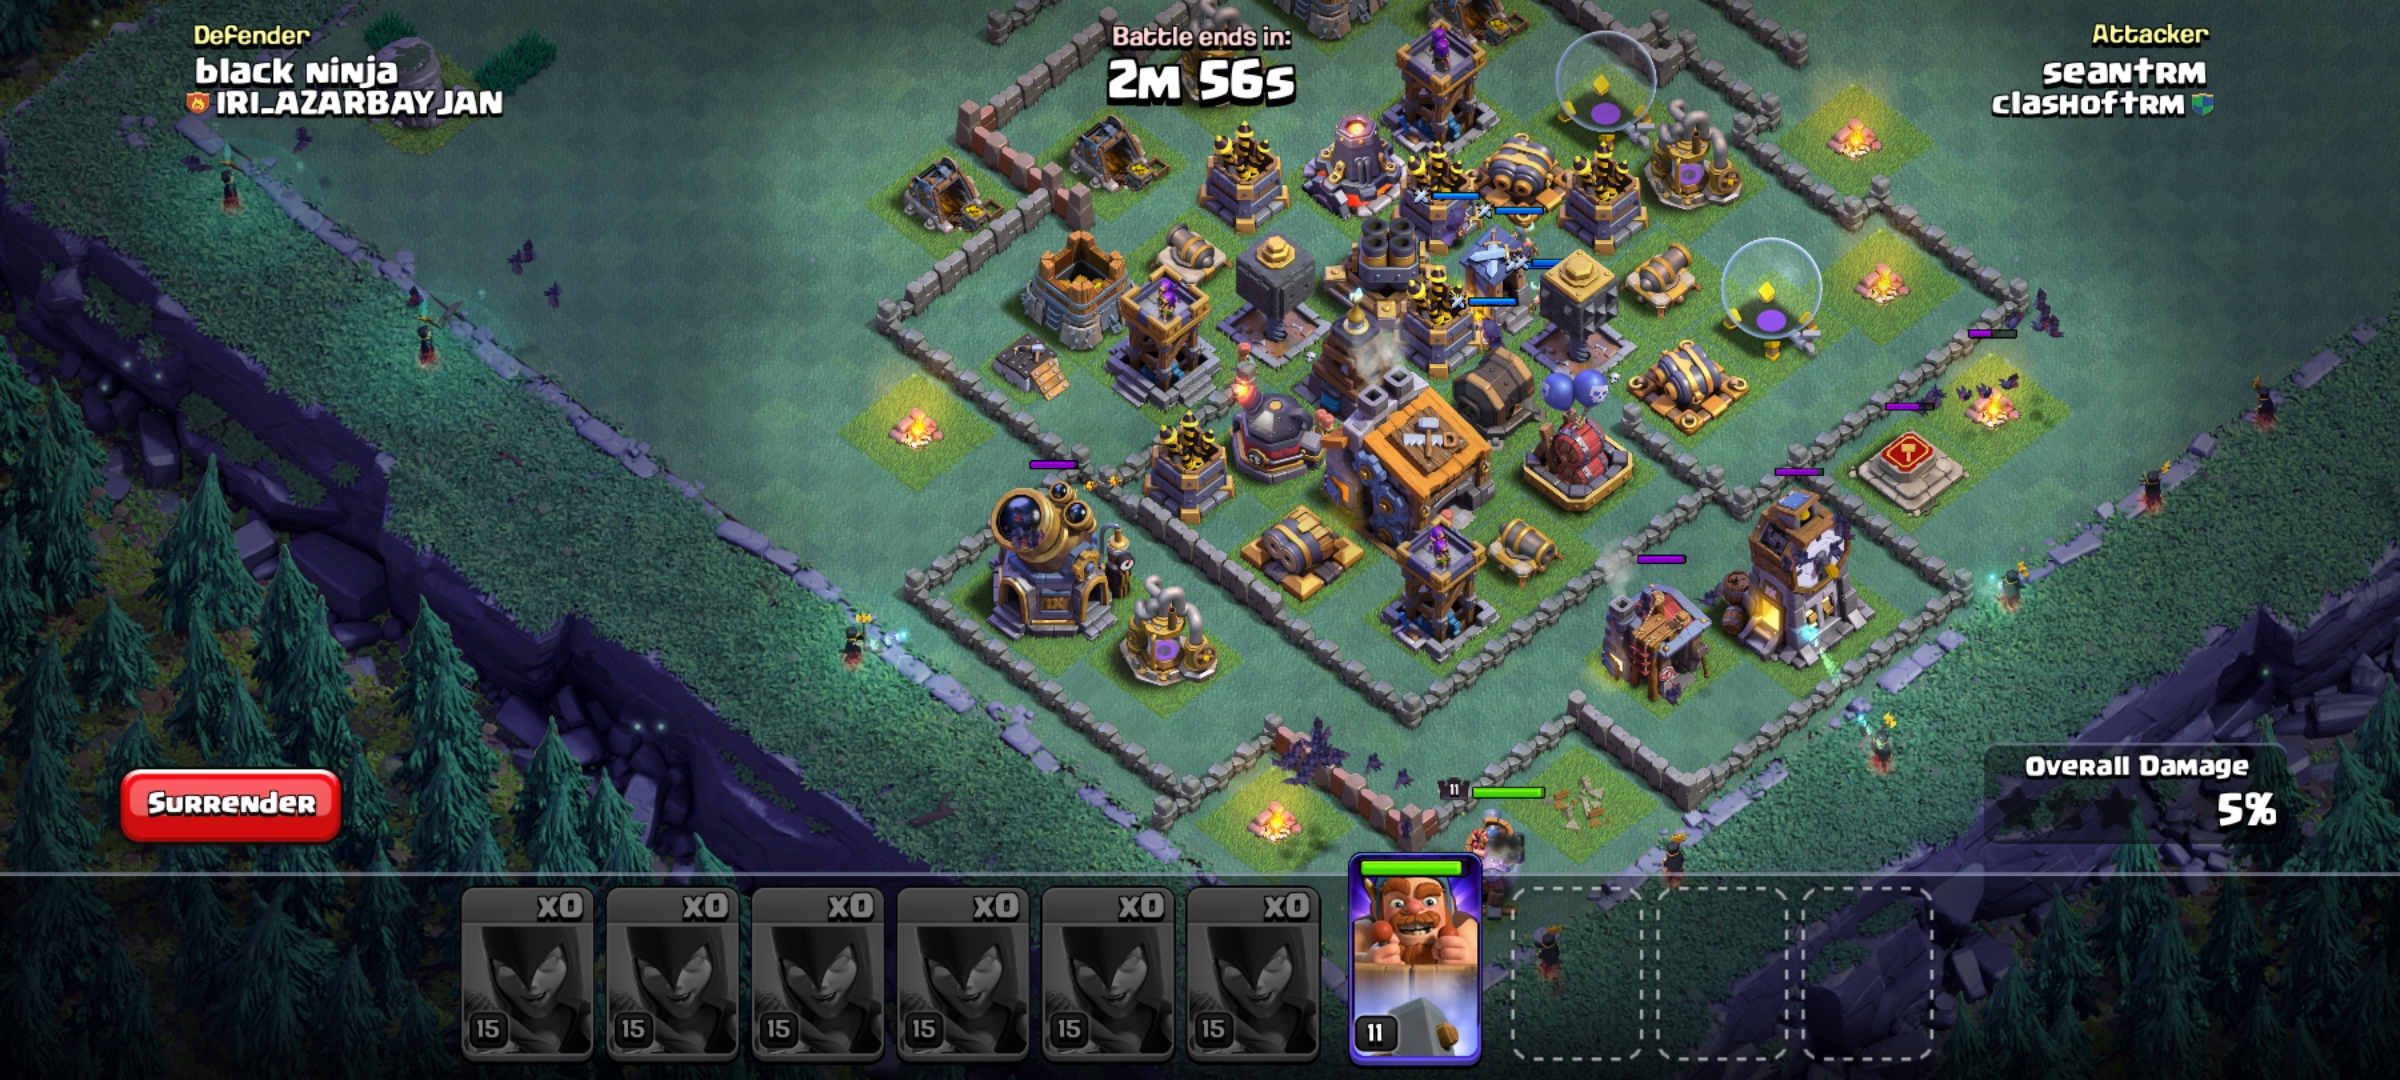 Defender
black ninja
IRI_AZARBAYJAN
Battle ends in:
2M 56s
Attacker
seantRM
clashoftRM
11
Surrender
Overall Damage
5%
x0
x0
x0
x0
x0
x0
15
15
15
15
15
15
11